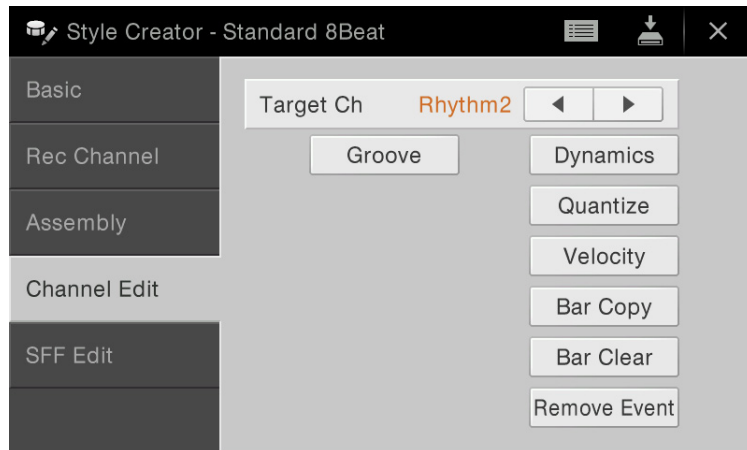 Style Creator - Standard 8Beat
Basic
Rec Channel
Assembly
Channel Edit
SFF Edit
Target Ch Rhythm2
Groove
Dynamics
Quantize
Velocity
Bar Copy
Bar Clear
Remove Event